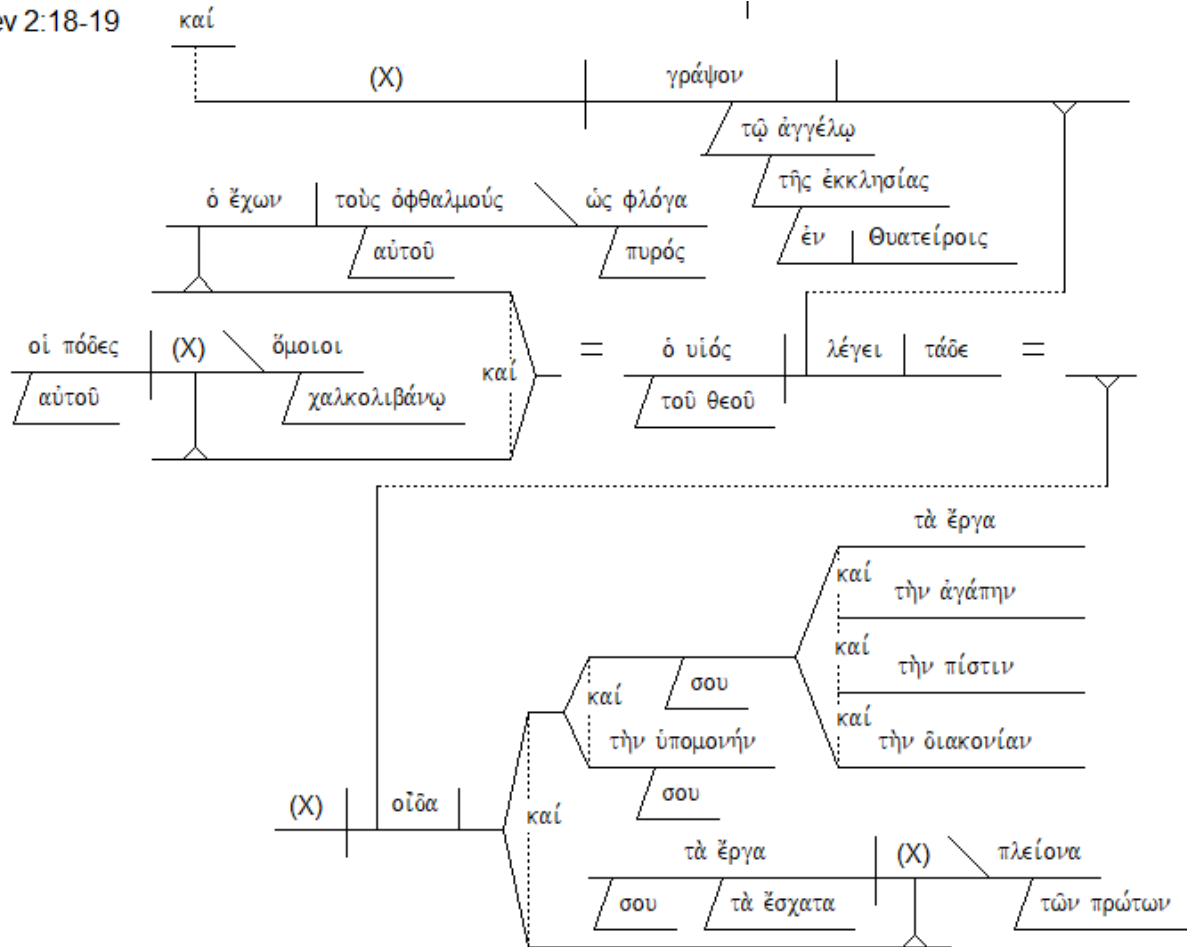 ev 2:18-19
καί
(X) γράψον
τῷ ἀγγέλῳ
τῆς ἐκκλησίας
ἐν Θυατείροις
ὁ ἔχων τοὺς ὀφθαλμούς ὡς φλόγα
αὐτοῦ πυρός
οἱ πόδες (X) ὅμοιοι
αὐτοῦ χαλκολιβάνῳ
καί
= ὁ υἱός λέγει τάδε =
τοῦ θεοῦ
τὰ ἔργα
καί
τὴν ἀγάπην
καί
τὴν πίστιν
καί
τὴν διακονίαν
σου
καί
τὴν ὑπομονήν
σου
(X) οἶδα
καί
τὰ ἔργα (X) πλείονα
σου τὰ ἔσχατα τῶν πρώτων